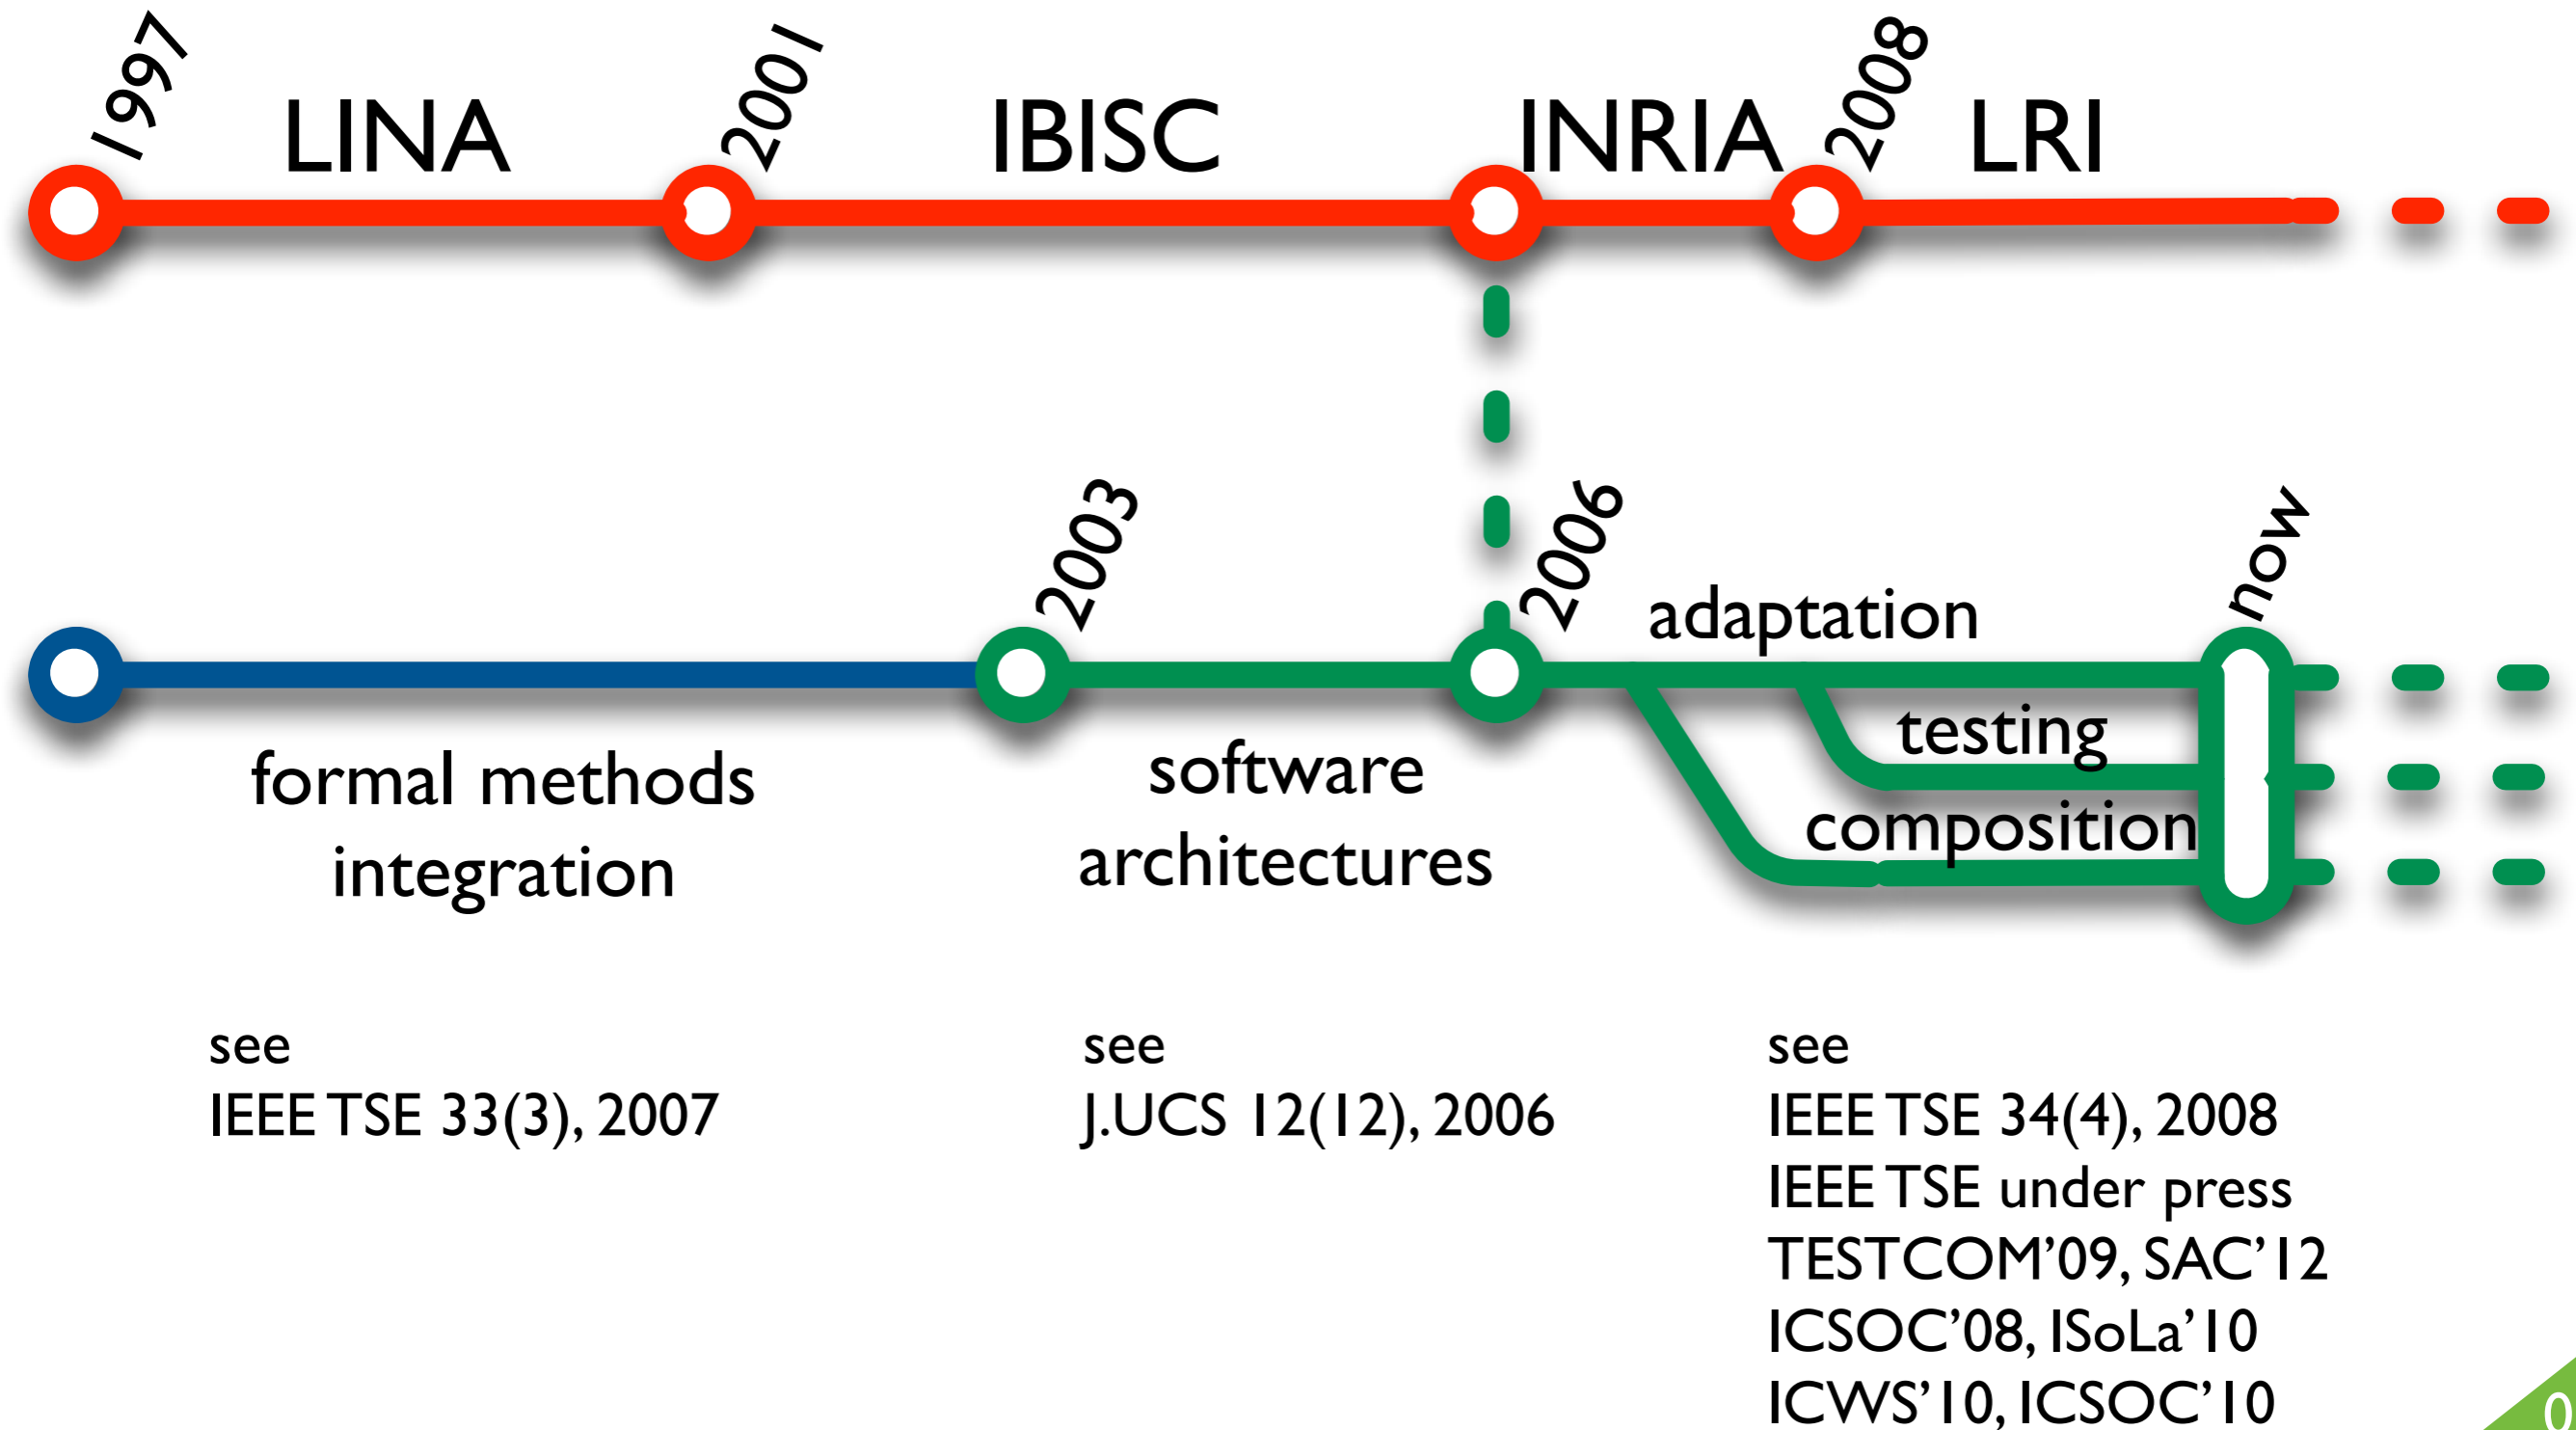 1997
LINA
2001
IBISC
INRIA
2008
LRI
2003
2006
adaptation
now
testing
composition
formal methods
integration
software
architectures
see
IEEE TSE 33(3), 2007
see
J.UCS 12(12), 2006
see
IEEE TSE 34(4), 2008
IEEE TSE under press
TESTCOM’09, SAC’12
ICSOC’08, ISoLa’10
ICWS’10, ICSOC’10
0